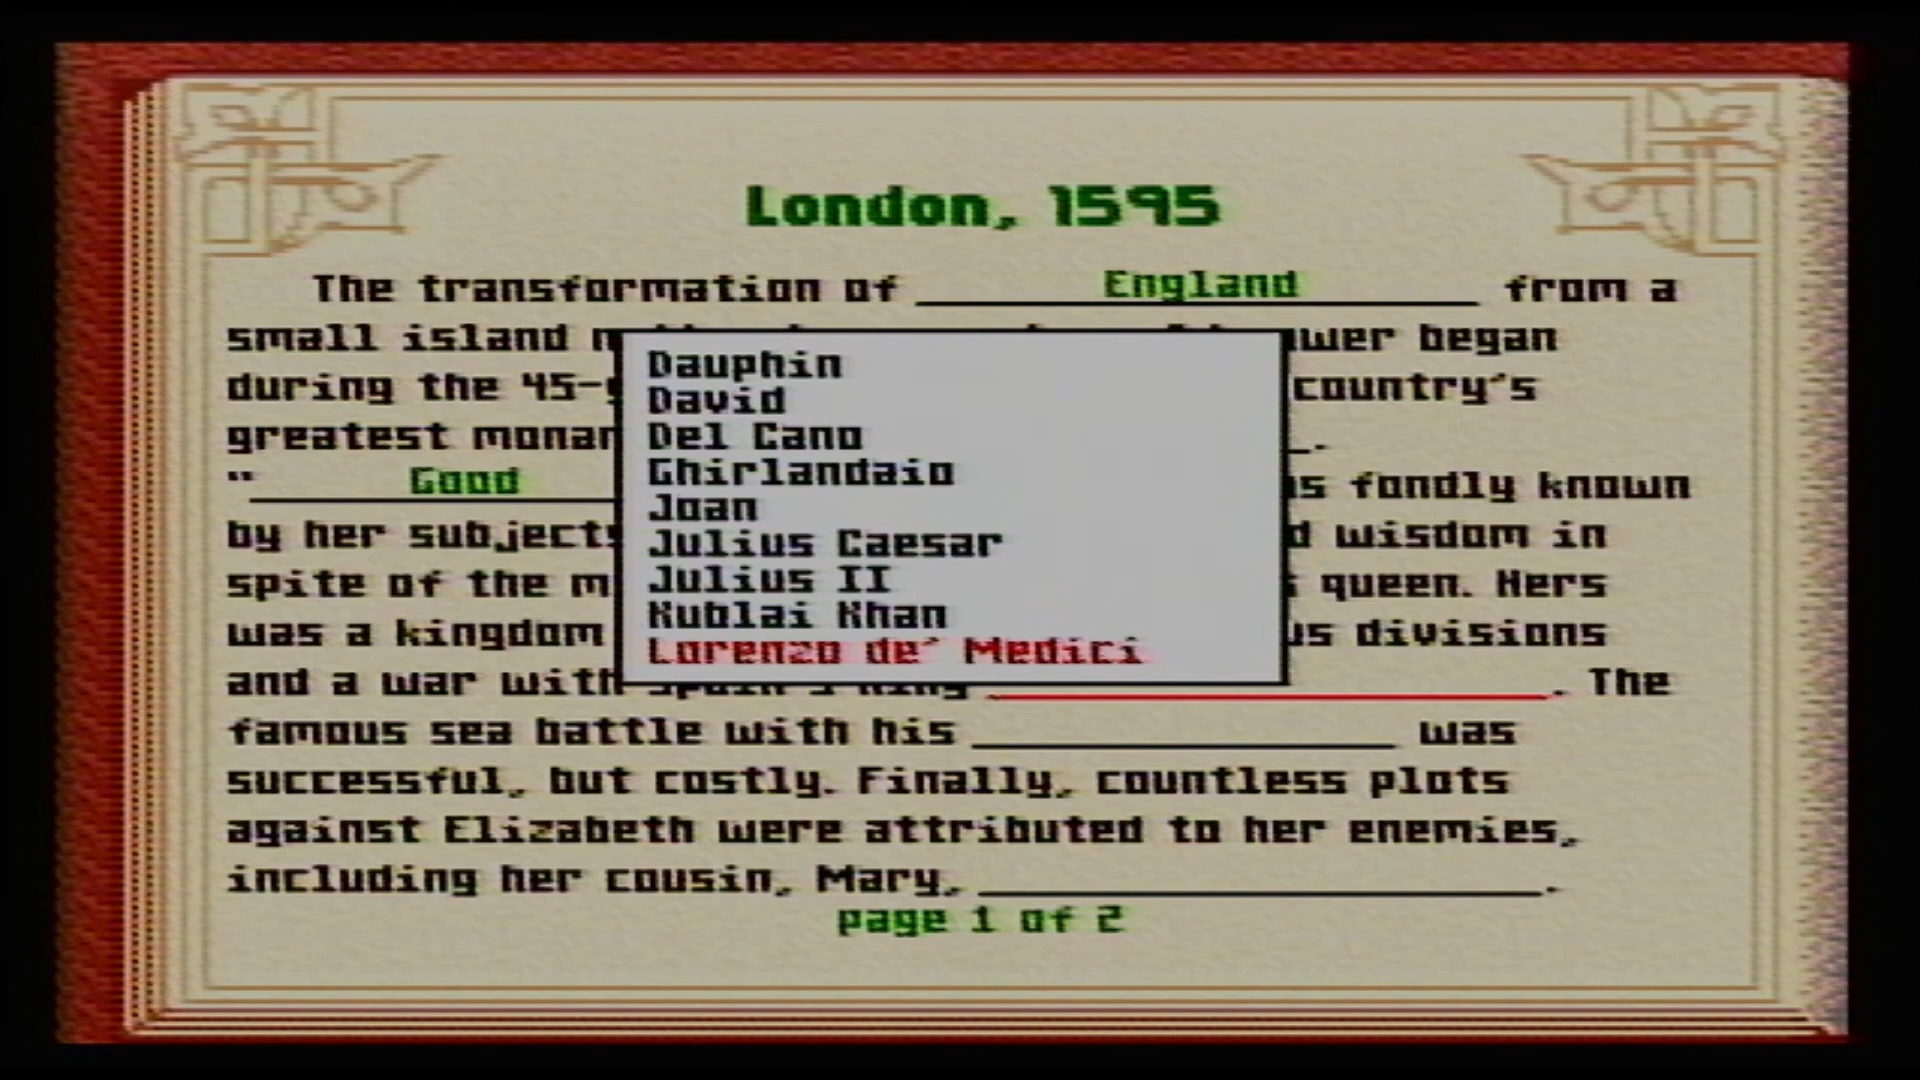 London, 1595
The transformation of England from a
small island wer began
during the 45- country's
greatest monar .
" Good s fondly known
by her subjects d wisdom in
spite of the m queen. Hers
was a kingdom us divisions
and a war with . The
Dauphin
David
Del Cano
Ghirlandaio
Joan
Julius Caesar
Julius II
Kublai Khan
Lorenzo de' Medici
famous sea battle with his was
successful, but costly. Finally, countless plots
against Elizabeth were attributed to her enemies,
including her cousin, Mary, .
page 1 of 2